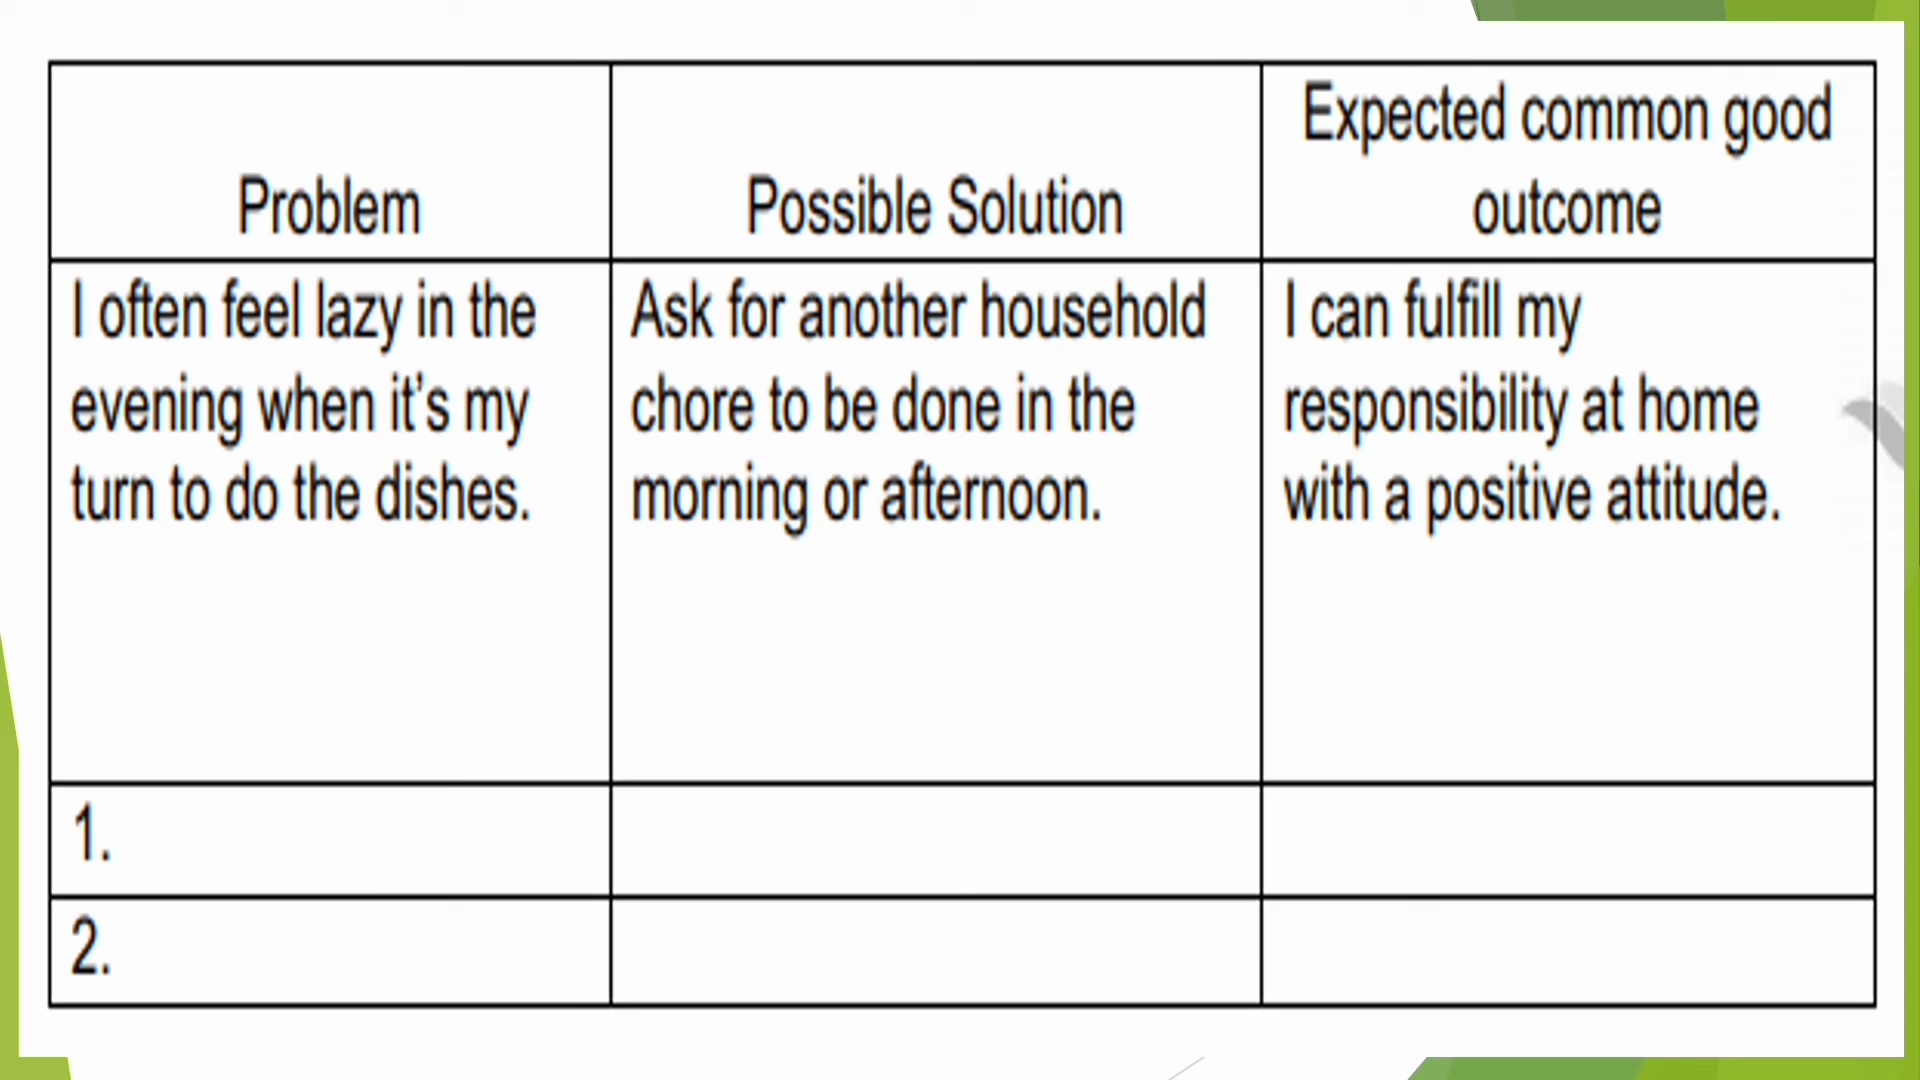 Problem
Possible Solution
Expected common good
outcome
I often feel lazy in the
evening when it’s my
turn to do the dishes.
Ask for another household
chore to be done in the
morning or afternoon.
I can fulfill my
responsibility at home
with a positive attitude.
1.
2.